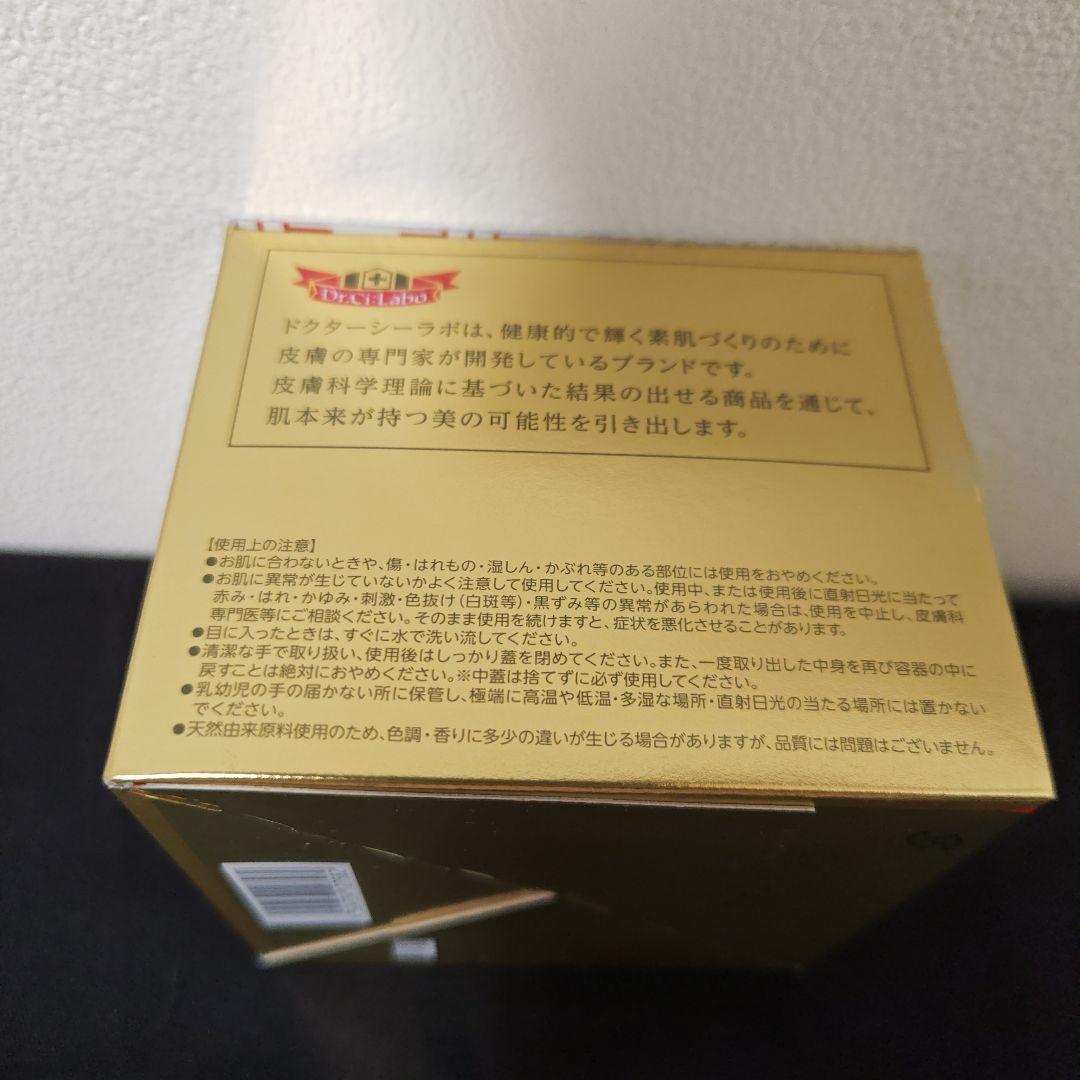 Dr.Ci:Labo
ドクターシーラボは、健康的で輝く素肌づくりのために
皮膚の専門家が開発しているブランドです。
皮膚科学理論に基づいた結果の出せる商品を通じて、
肌本来が持つ美の可能性を引き出します。
【使用上の注意】
●お肌に合わないときや、傷・はれもの・湿しん・かぶれ等のある部位には使用をおやめください。
●お肌に異常が生じていないかよく注意して使用してください。使用中、または使用後に直射日光に当たって
赤み・はれ・かゆみ・刺激・色抜け(白斑等)・黒ずみ等の異常があらわれた場合は、使用を中止し、皮膚科
専門医等にご相談ください。そのまま使用を続けますと、症状を悪化させることがあります。
●目に入ったときは、すぐに水で洗い流してください。
●清潔な手で取り扱い、使用後はしっかり蓋を閉めてください。また、一度取り出した中身を再び容器の中に
戻すことは絶対におやめください。※中蓋は捨てずに必ず使用してください。
●乳幼児の手の届かない所に保管し、極端に高温や低温・多湿な場所・直射日光の当たる場所には置かない
でください。
●天然由来原料使用のため、色調・香りに多少の違いが生じる場合がありますが、品質には問題はございません。